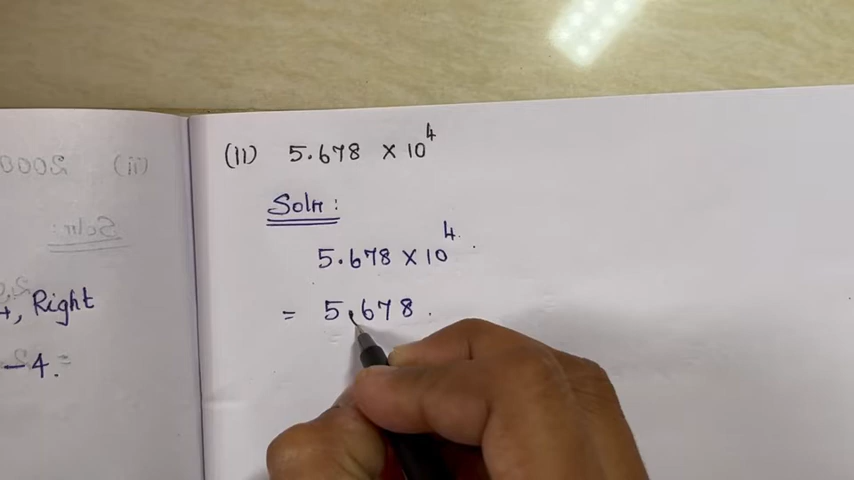 (ii) 5.678 × 10⁴
Soln:
5.678 × 10⁴
= 5.678
, Right
-4.